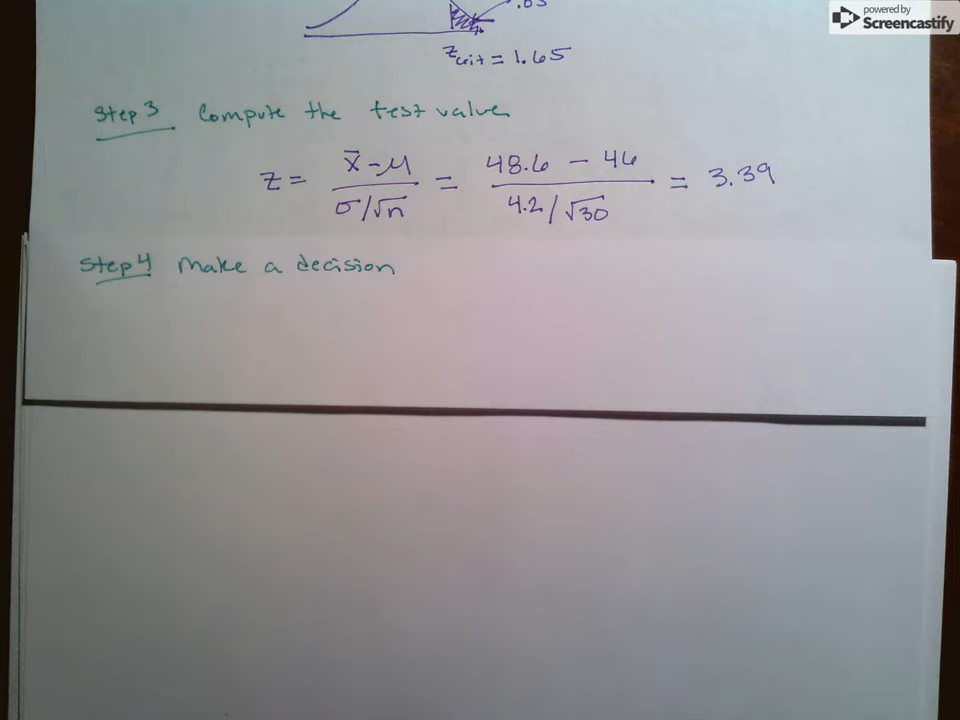 .05
z crit = 1.65
Step 3 Compute the test value
z = x̄-μ / σ/√n = 48.6 - 46 / 4.2/√30 = 3.39
Step 4 Make a decision
powered by
Screencastify